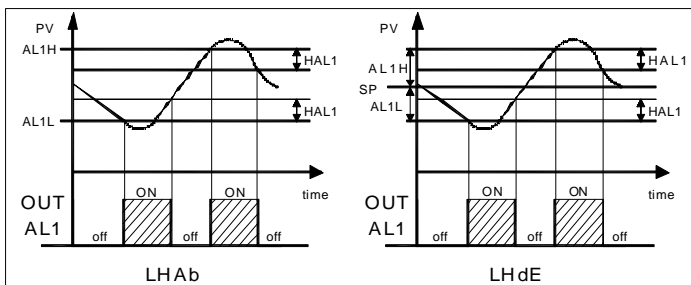 PV
AL1H
HAL1
HAL1
AL1L
time
ON
ON
OUT
AL1
off
off
off
LHAb
PV
AL1H
HAL1
SP
AL1L
HAL1
time
ON
ON
OUT
AL1
off
off
off
LHdE